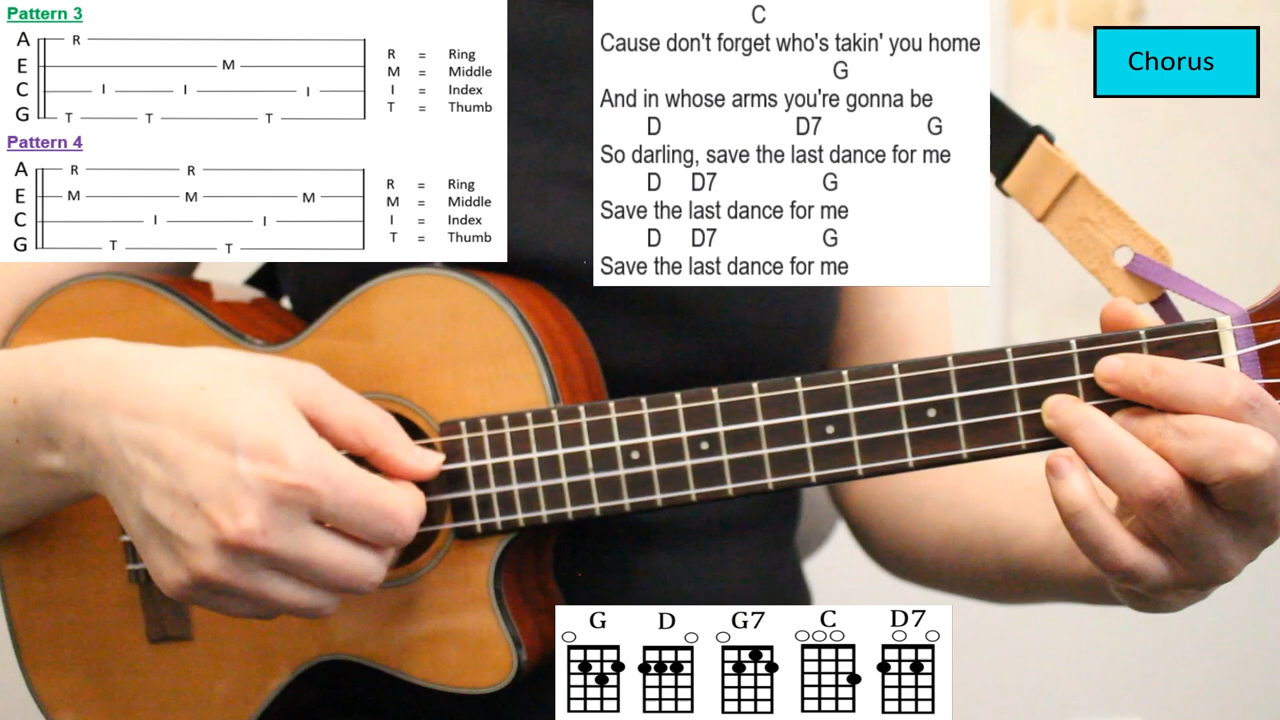 Pattern 3
A R
E M
C I I I
G T T T
R = Ring
M = Middle
I = Index
T = Thumb
Pattern 4
A R R
E M M M
C I I
G T T
R = Ring
M = Middle
I = Index
T = Thumb
C
Cause don't forget who's takin' you home
G
And in whose arms you're gonna be
D D7 G
So darling, save the last dance for me
D D7 G
Save the last dance for me
D D7 G
Save the last dance for me
Chorus
G D G7 C D7